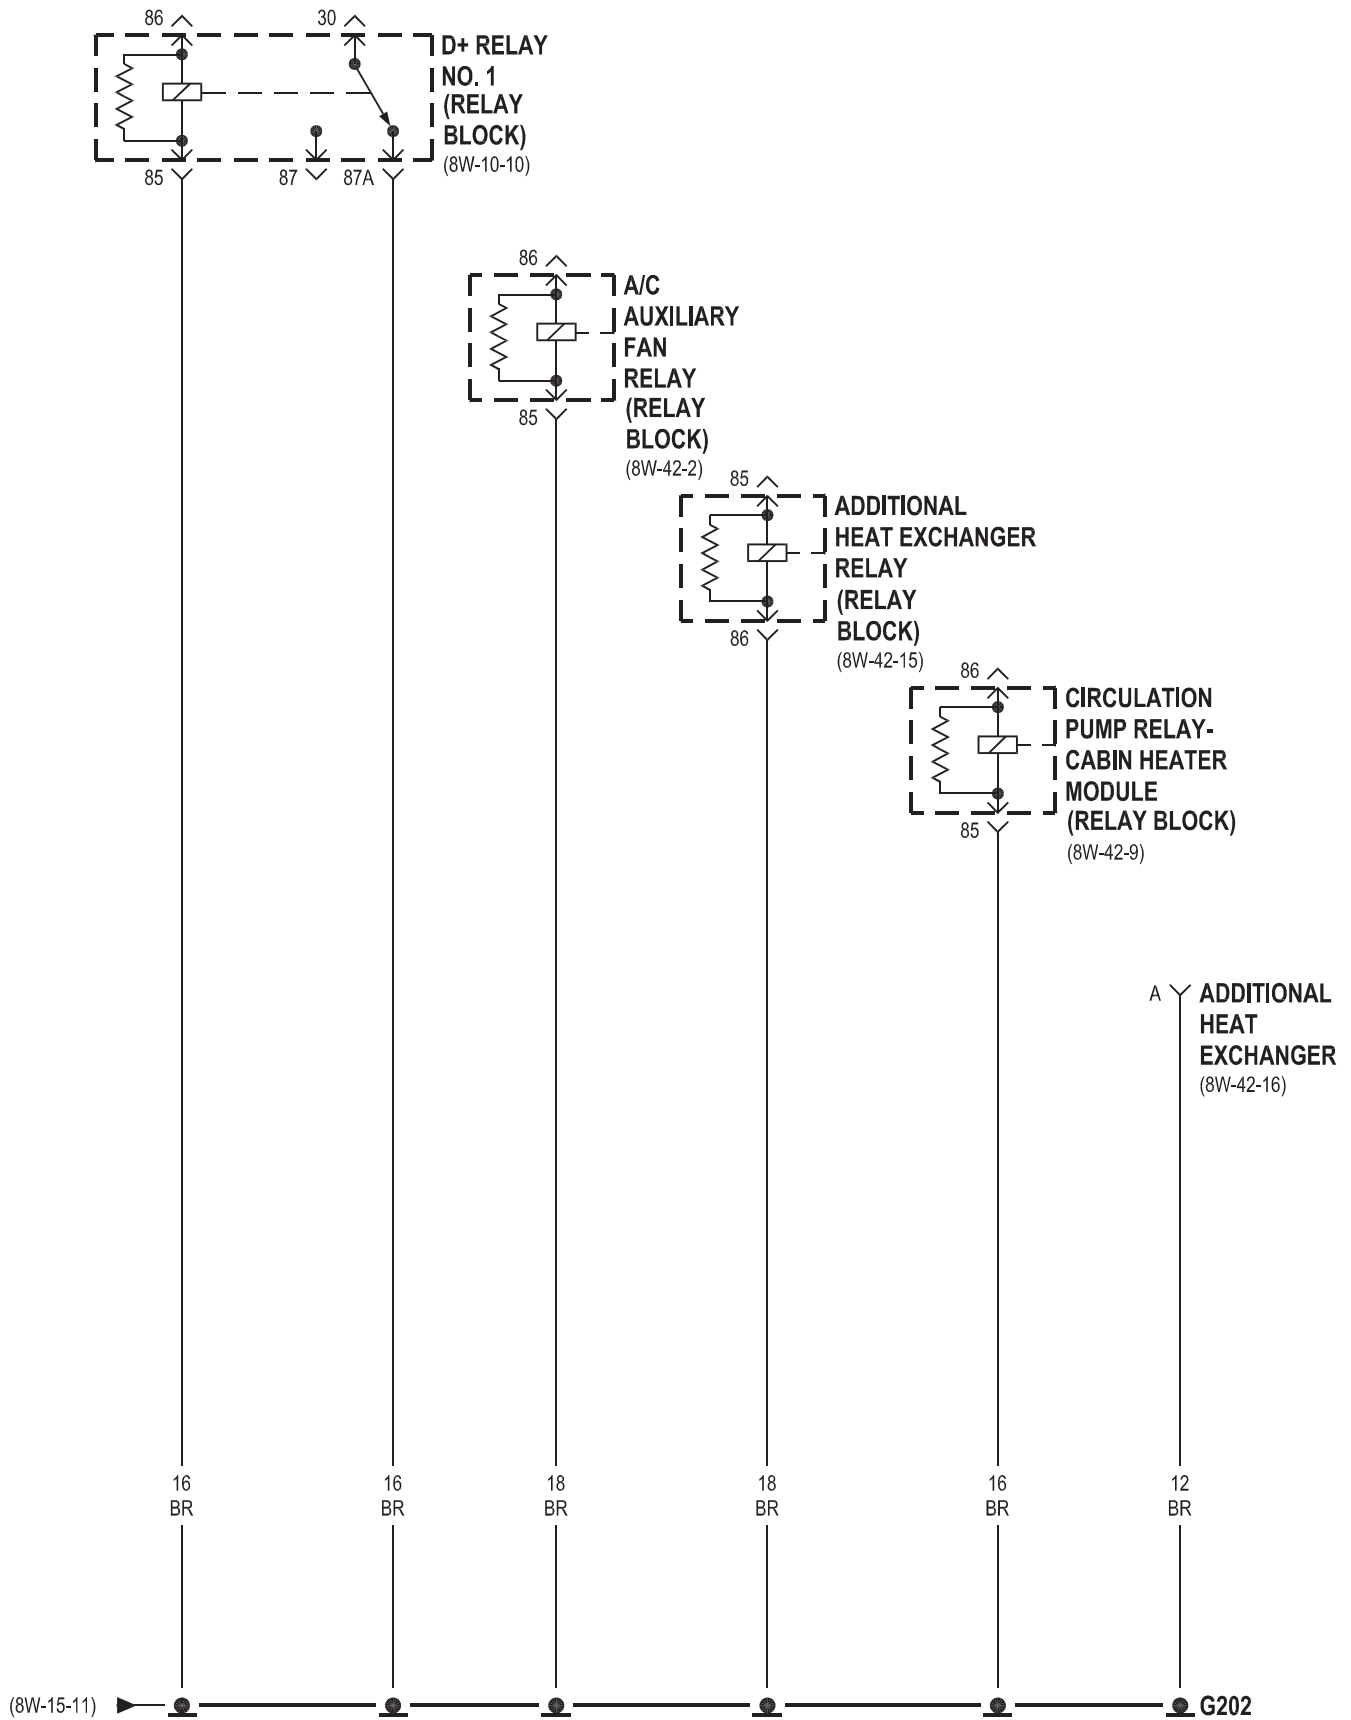 86
30
D+ RELAY
NO. 1
(RELAY
BLOCK)
(8W-10-10)
85
87
87A
86
A/C
AUXILIARY
FAN
RELAY
(RELAY
BLOCK)
(8W-42-2)
85
85
ADDITIONAL
HEAT EXCHANGER
RELAY
(RELAY
BLOCK)
(8W-42-15)
86
86
CIRCULATION
PUMP RELAY-
CABIN HEATER
MODULE
(RELAY BLOCK)
(8W-42-9)
85
A
ADDITIONAL
HEAT
EXCHANGER
(8W-42-16)
16
BR
16
BR
18
BR
18
BR
16
BR
12
BR
(8W-15-11)
G202